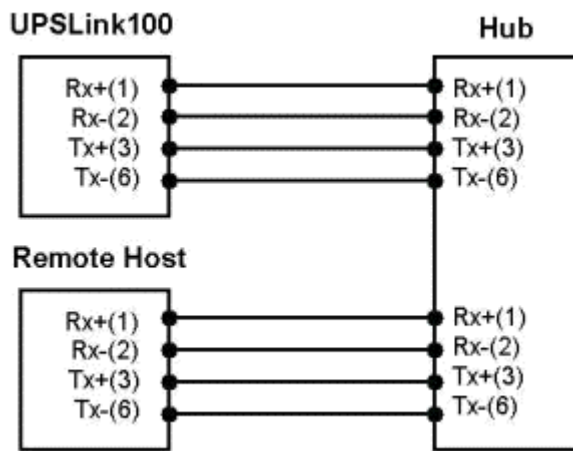 UPSLink100 Hub
Rx+(1) Rx+(1)
Rx-(2) Rx-(2)
Tx+(3) Tx+(3)
Tx-(6) Tx-(6)
Remote Host
Rx+(1) Rx+(1)
Rx-(2) Rx-(2)
Tx+(3) Tx+(3)
Tx-(6) Tx-(6)